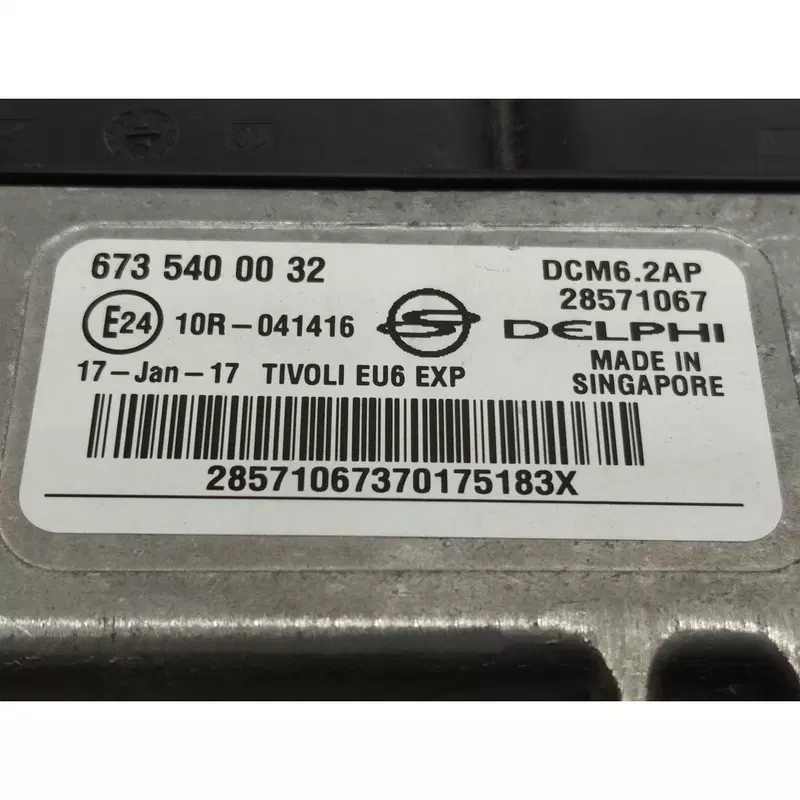 673 540 00 32
DCM6.2AP
28571067
E24 10R-041416
DELPHI
17-Jan-17 TIVOLI EU6 EXP
MADE IN
SINGAPORE
28571067370175183X